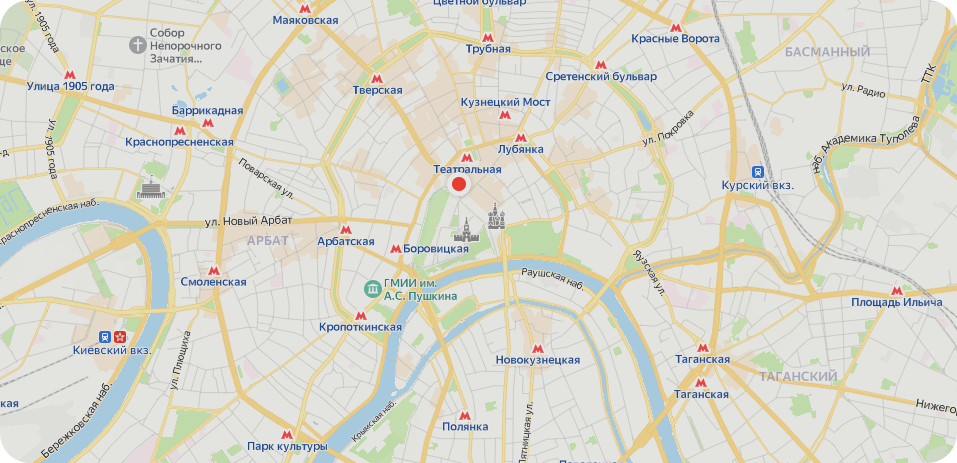 Цветной бульвар
Маяковская
ул. 1905 года
Собор
Непорочного
Зачатия...
ское
ще
Трубная
Красные Ворота
БАСМАННЫЙ
Улица 1905 года
Тверская
Сретенский бульвар
ТТК
ул. Радио
Баррикадная
Кузнецкий Мост
Краснопресненская
ул. 1905 года
Лубянка
ул. Покровка
наб. Академика Туполева
д
Театральная
Поварская ул.
Курский вкз.
Краснопресненская наб.
ул. Новый Арбат
АРБАТ
Арбатская
Боровицкая
Яузская ул.
Смоленская
ГМИИ им.
А.С. Пушкина
Раушская наб.
Площадь Ильича
Кропоткинская
Киевский вкз.
ул. Плющиха
Новокузнецкая
Таганская
ТАГАНСКИЙ
Таганская
кая
Бережковская наб.
Крымская наб.
Пятницкая ул.
Нижегор
Полянка
Парк культуры